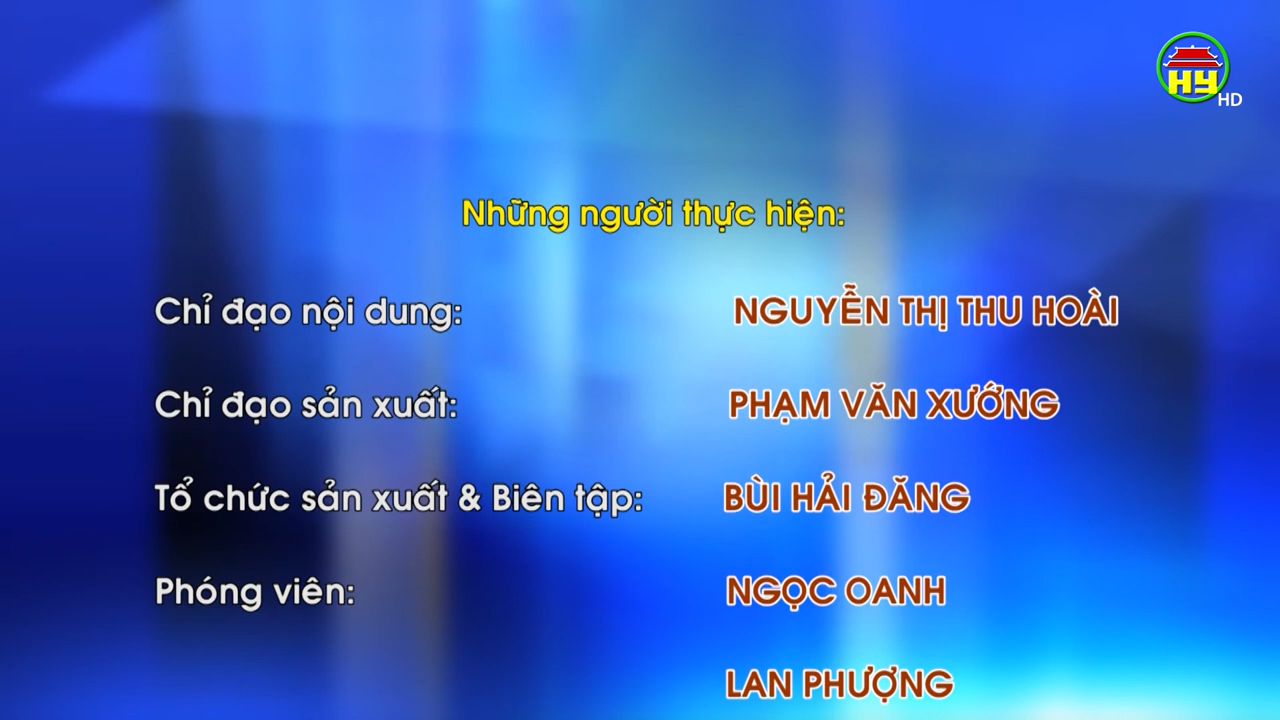 HY
HD
Những người thực hiện:
Chỉ đạo nội dung: NGUYỄN THỊ THU HOÀI
Chỉ đạo sản xuất: PHẠM VĂN XƯỚNG
Tổ chức sản xuất & Biên tập: BÙI HẢI ĐĂNG
Phóng viên: NGỌC OANH
LAN PHƯỢNG